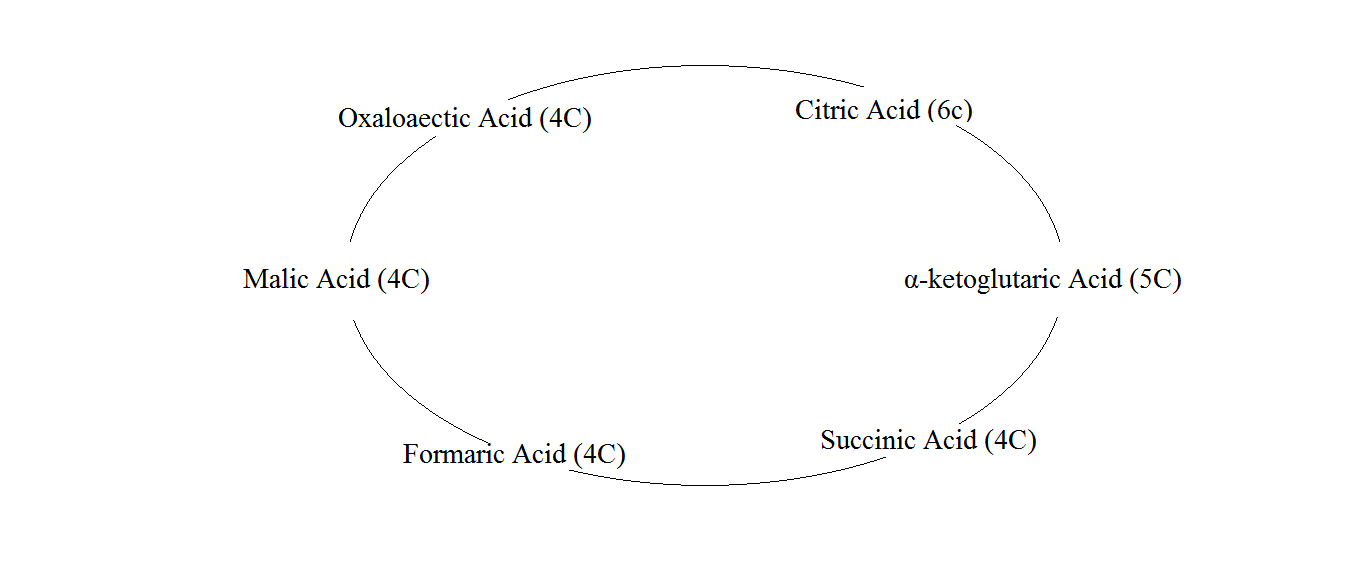 Oxaloaectic Acid (4C)
Citric Acid (6c)
Malic Acid (4C)
α-ketoglutaric Acid (5C)
Formaric Acid (4C)
Succinic Acid (4C)